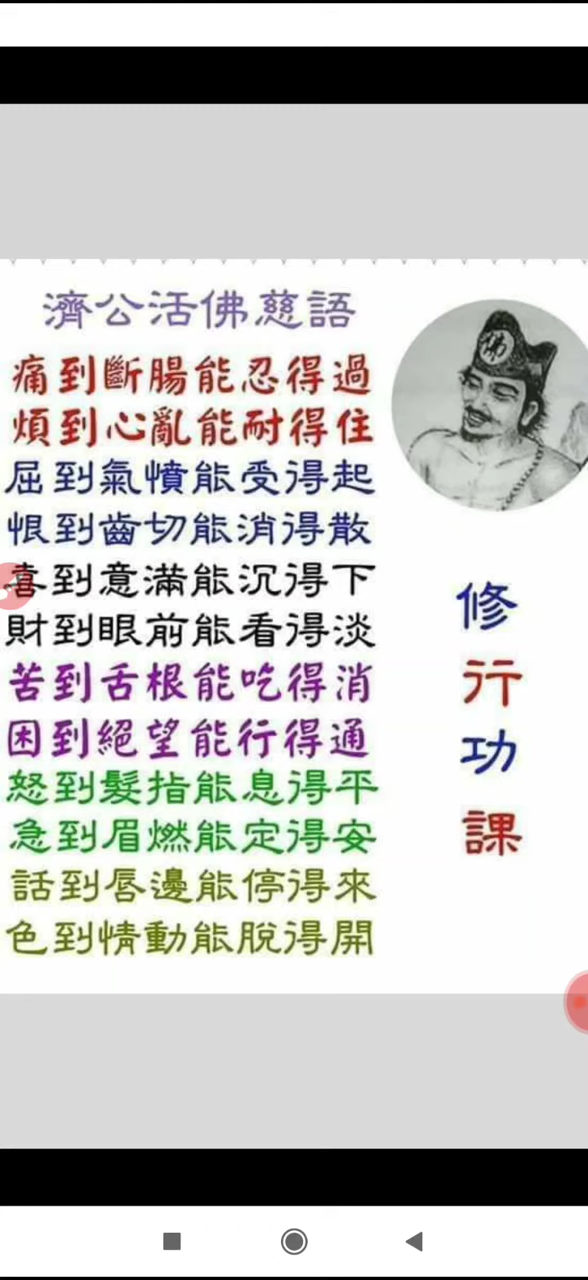 濟公活佛慈語
痛到斷腸能忍得過
煩到心亂能耐得住
屈到氣憤能受得起
恨到齒切能消得散
喜到意滿能沉得下
財到眼前能看得淡
苦到舌根能吃得消
困到絕望能行得通
怒到髮指能息得平
急到眉燃能定得安
話到唇邊能停得來
色到情動能脫得開
佛
修行功課